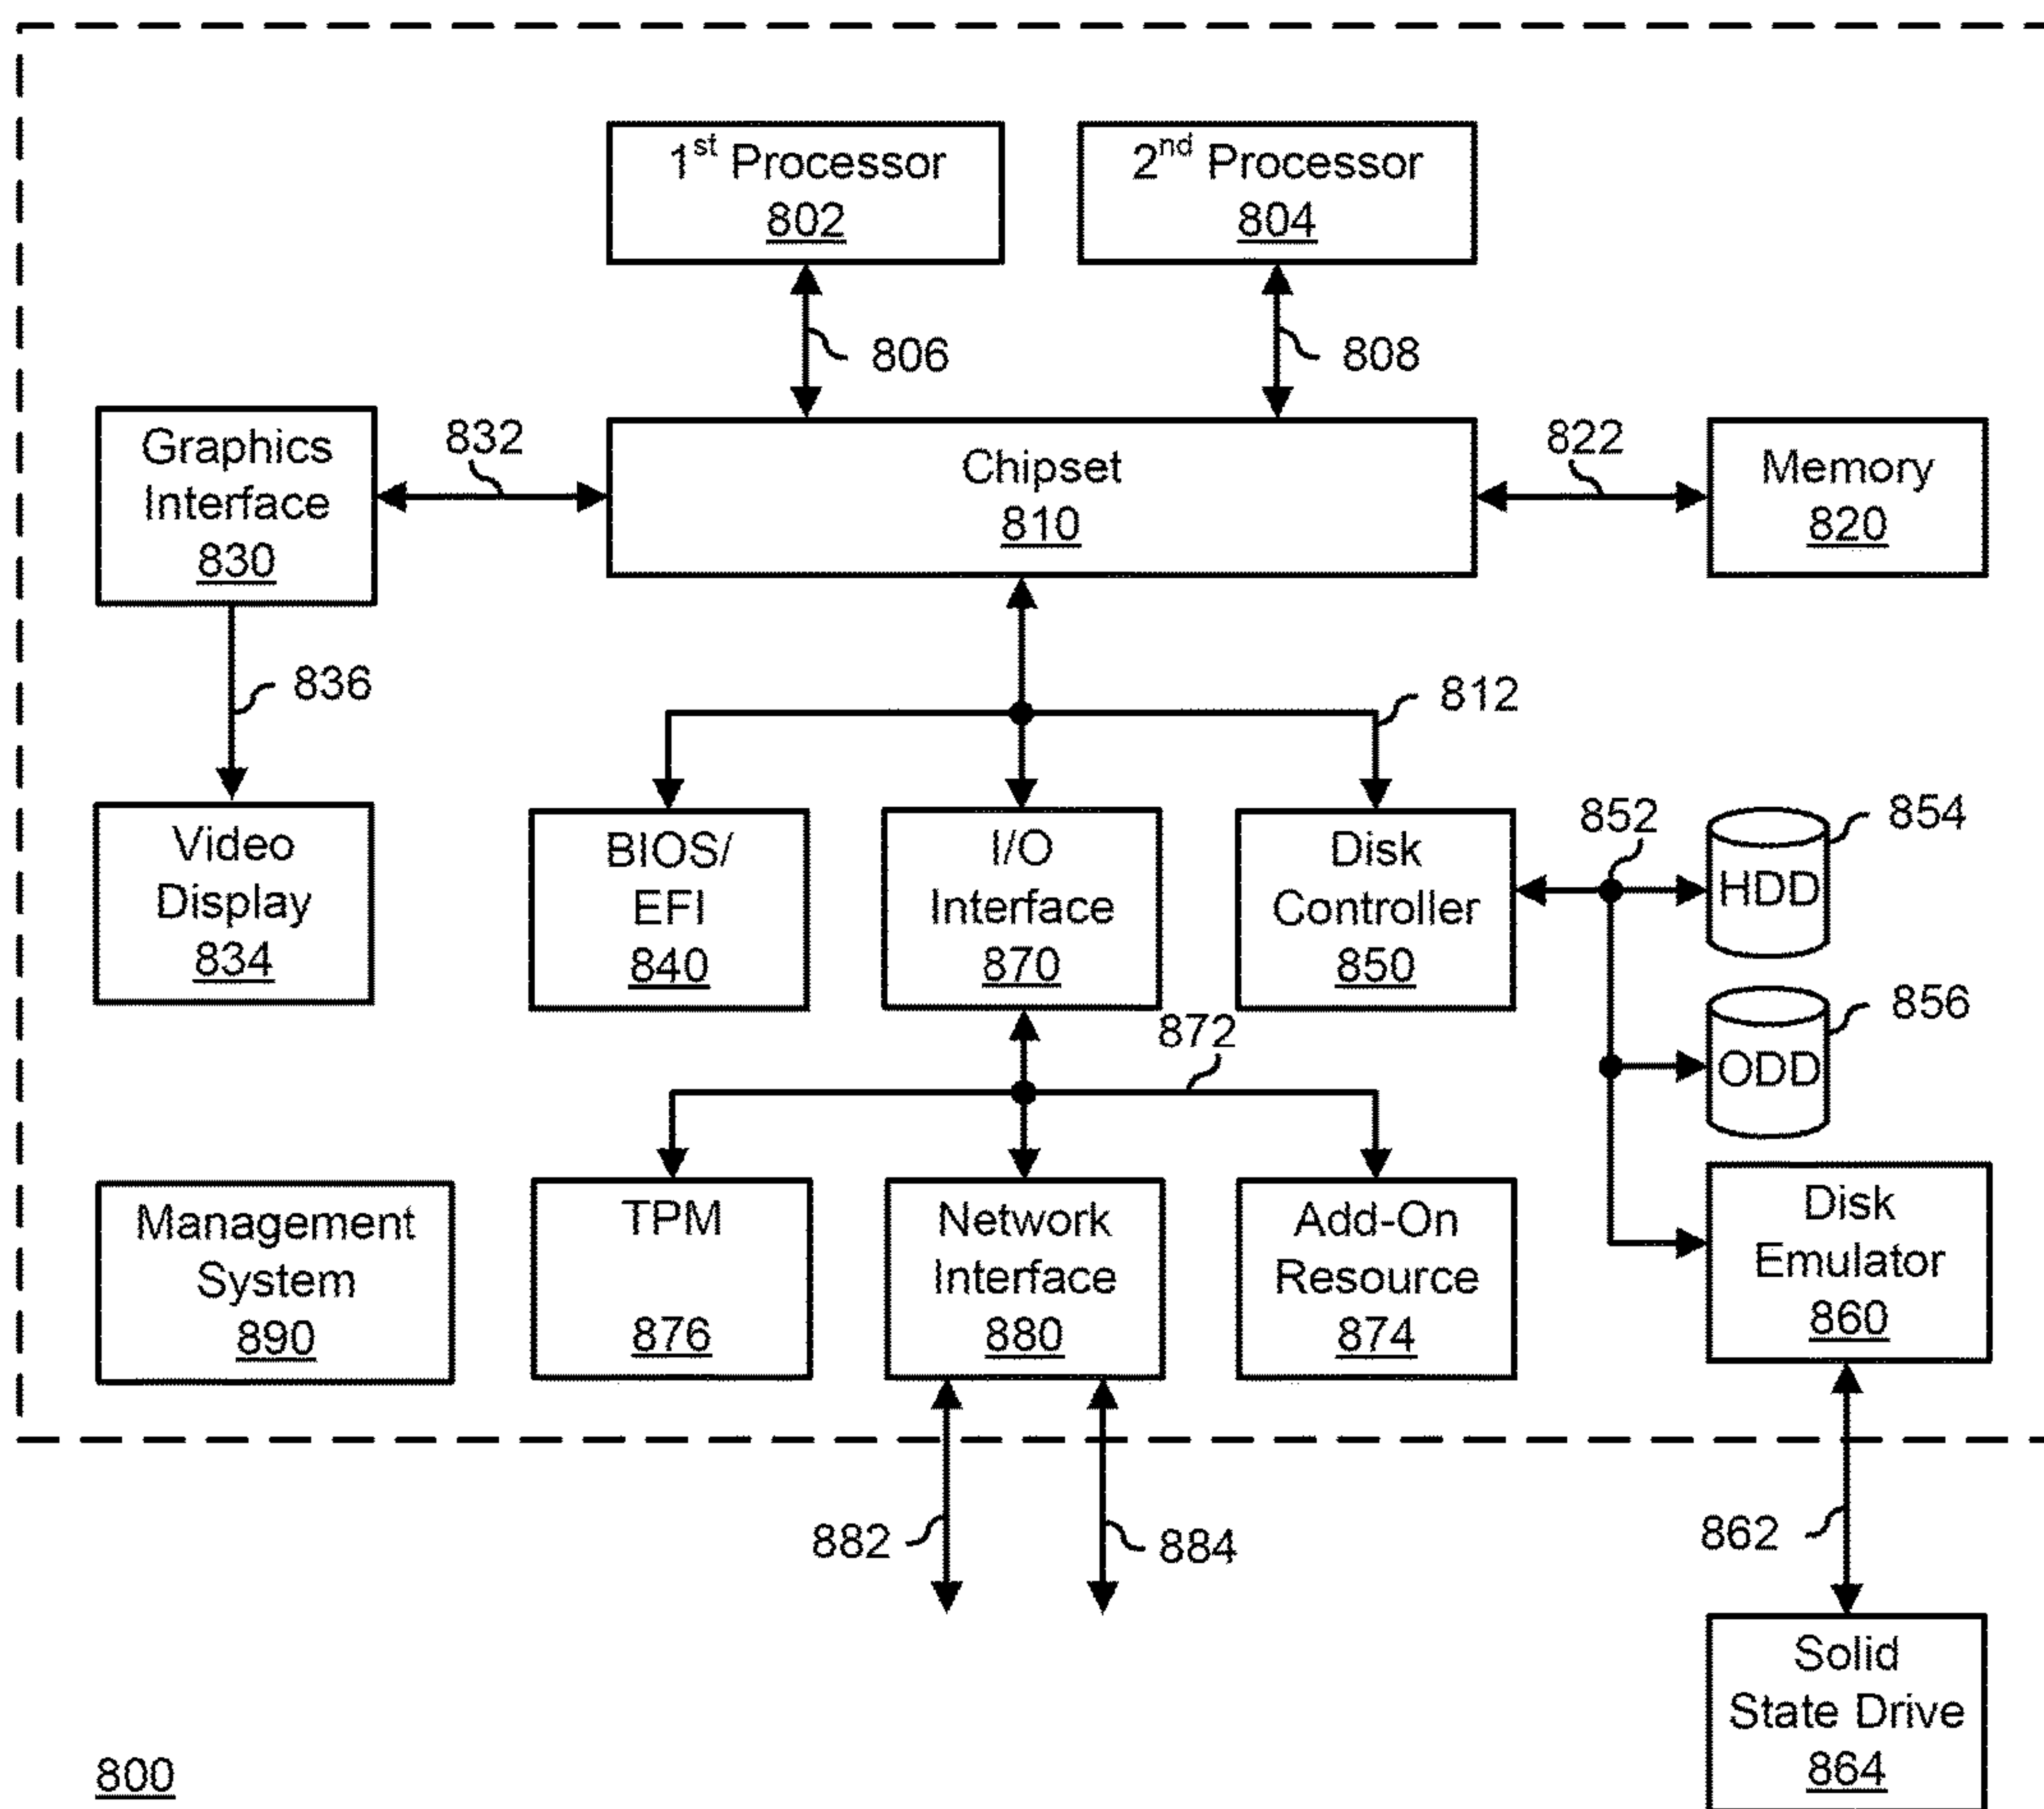 1st Processor
802
2nd Processor
804
806
808
Graphics
Interface
830
832
Chipset
810
822
Memory
820
836
812
Video
Display
834
BIOS/
EFI
840
I/O
Interface
870
Disk
Controller
850
852
854
HDD
856
ODD
872
Management
System
890
TPM
876
Network
Interface
880
Add-On
Resource
874
Disk
Emulator
860
882
884
862
Solid
State Drive
864
800